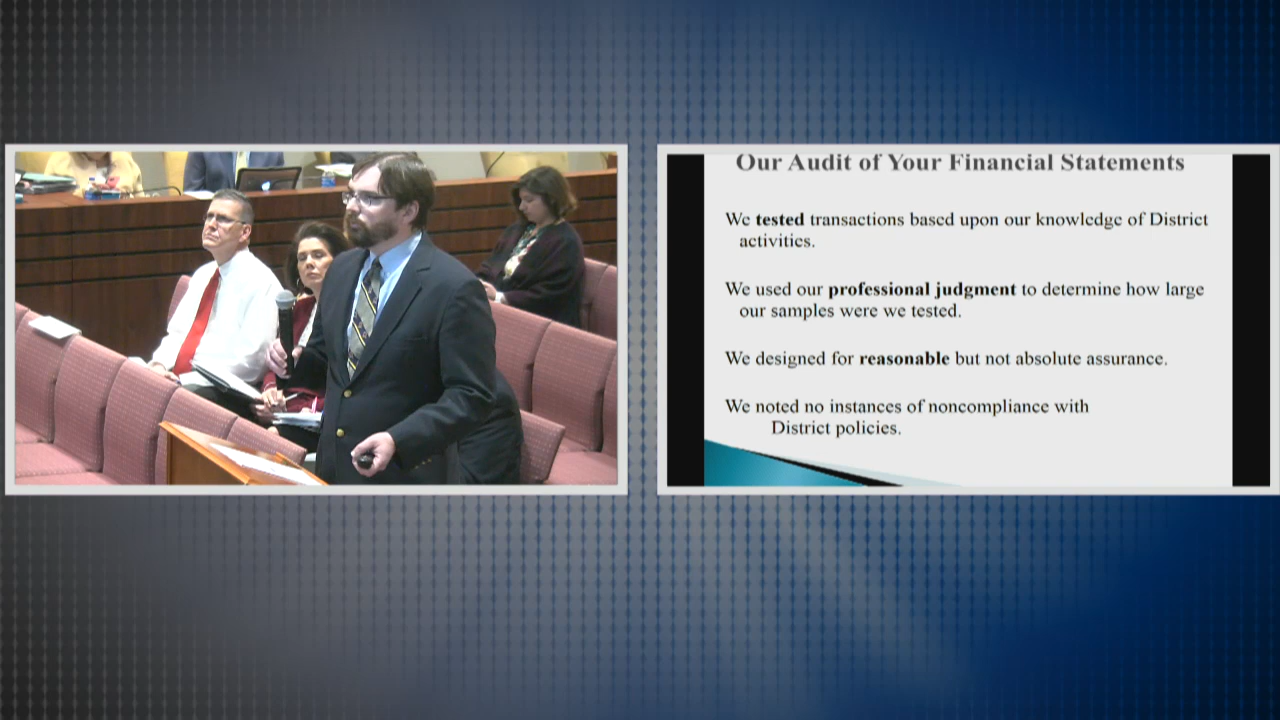 Our Audit of Your Financial Statements
We tested transactions based upon our knowledge of District
activities.
We used our professional judgment to determine how large
our samples were we tested.
We designed for reasonable but not absolute assurance.
We noted no instances of noncompliance with
District policies.